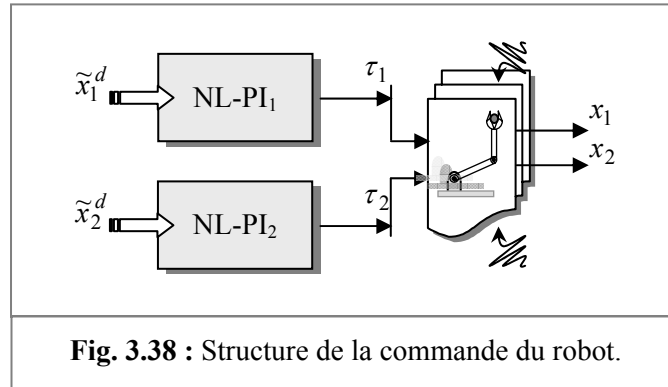 x̃₁ᵈ NL-PI₁ τ₁ x₁
x₂
x̃₂ᵈ NL-PI₂ τ₂
Fig. 3.38 : Structure de la commande du robot.